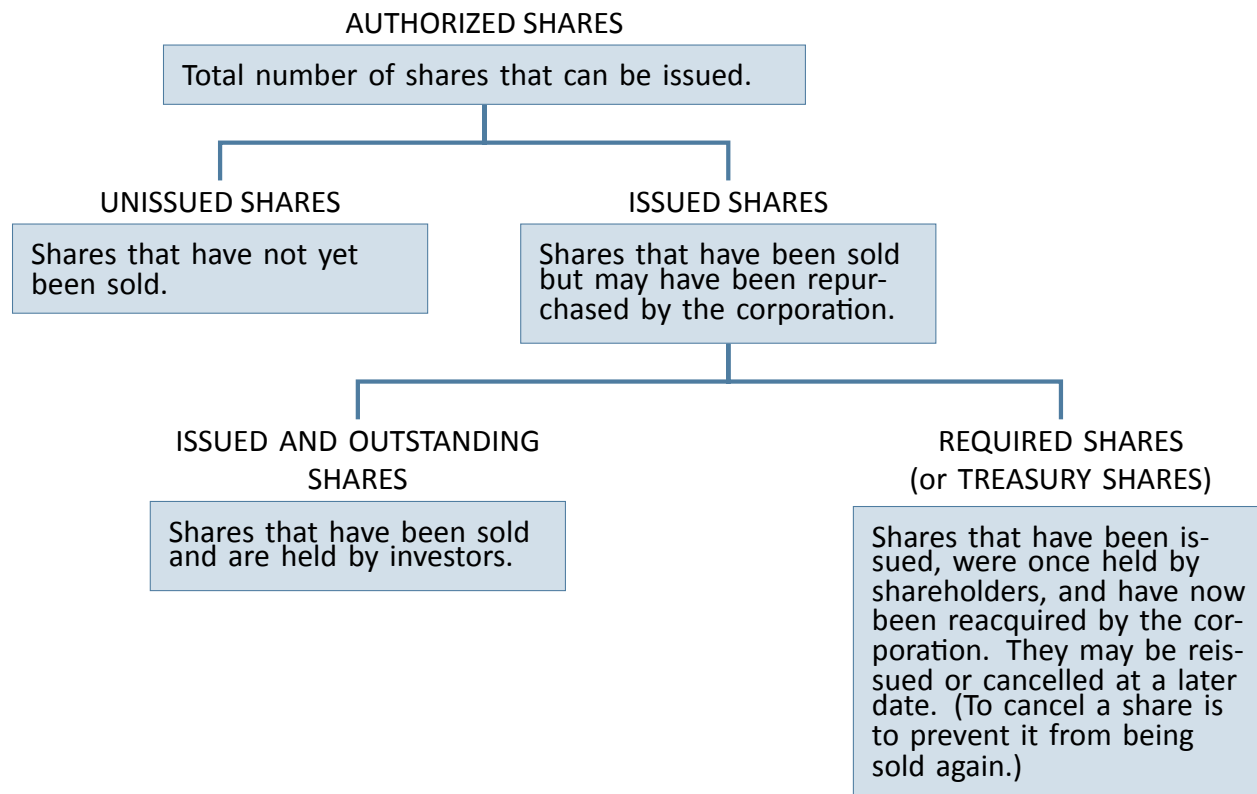 AUTHORIZED SHARES
Total number of shares that can be issued.
UNISSUED SHARES
Shares that have not yet
been sold.
ISSUED SHARES
Shares that have been sold
but may have been repur-
chased by the corporation.
ISSUED AND OUTSTANDING
SHARES
Shares that have been sold
and are held by investors.
REQUIRED SHARES
(or TREASURY SHARES)
Shares that have been is-
sued, were once held by
shareholders, and have now
been reacquired by the cor-
poration. They may be reis-
sued or cancelled at a later
date. (To cancel a share is
to prevent it from being
sold again.)